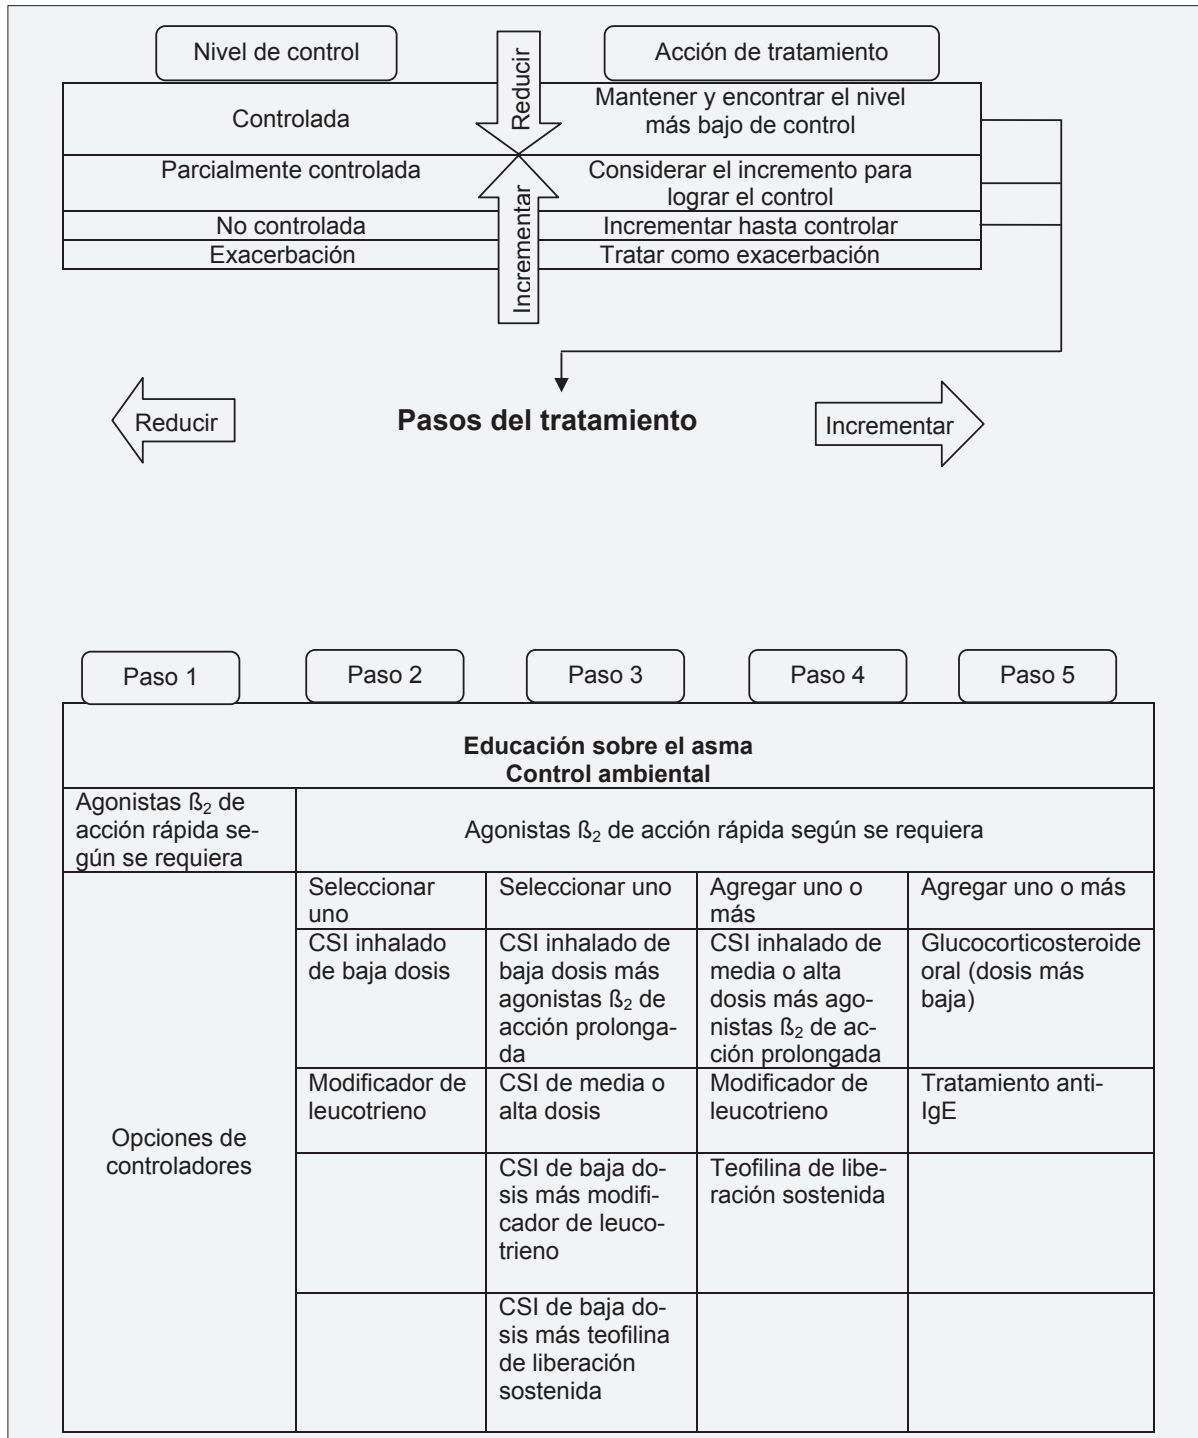 Nivel de control
Acción de tratamiento
Reducir
Controlada
Mantener y encontrar el nivel
más bajo de control
Parcialmente controlada
Considerar el incremento para
lograr el control
Incrementar
No controlada
Incrementar hasta controlar
Exacerbación
Tratar como exacerbación
Reducir
Pasos del tratamiento
Incrementar
Paso 1
Paso 2
Paso 3
Paso 4
Paso 5
Educación sobre el asma
Control ambiental
Agonistas ß₂ de
acción rápida se-
gún se requiera
Agonistas ß₂ de acción rápida según se requiera
Opciones de
controladores
Seleccionar
uno
Seleccionar uno
Agregar uno o
más
Agregar uno o más
CSI inhalado
de baja dosis
CSI inhalado de
baja dosis más
agonistas ß₂ de
acción prolonga-
da
CSI inhalado de
media o alta
dosis más ago-
nistas ß₂ de ac-
ción prolongada
Glucocorticosteroide
oral (dosis más
baja)
Modificador de
leucotrieno
CSI de media o
alta dosis
Modificador de
leucotrieno
Tratamiento anti-
IgE
CSI de baja do-
sis más modifi-
cador de leuco-
trieno
Teofilina de libe-
ración sostenida
CSI de baja do-
sis más teofilina
de liberación
sostenida